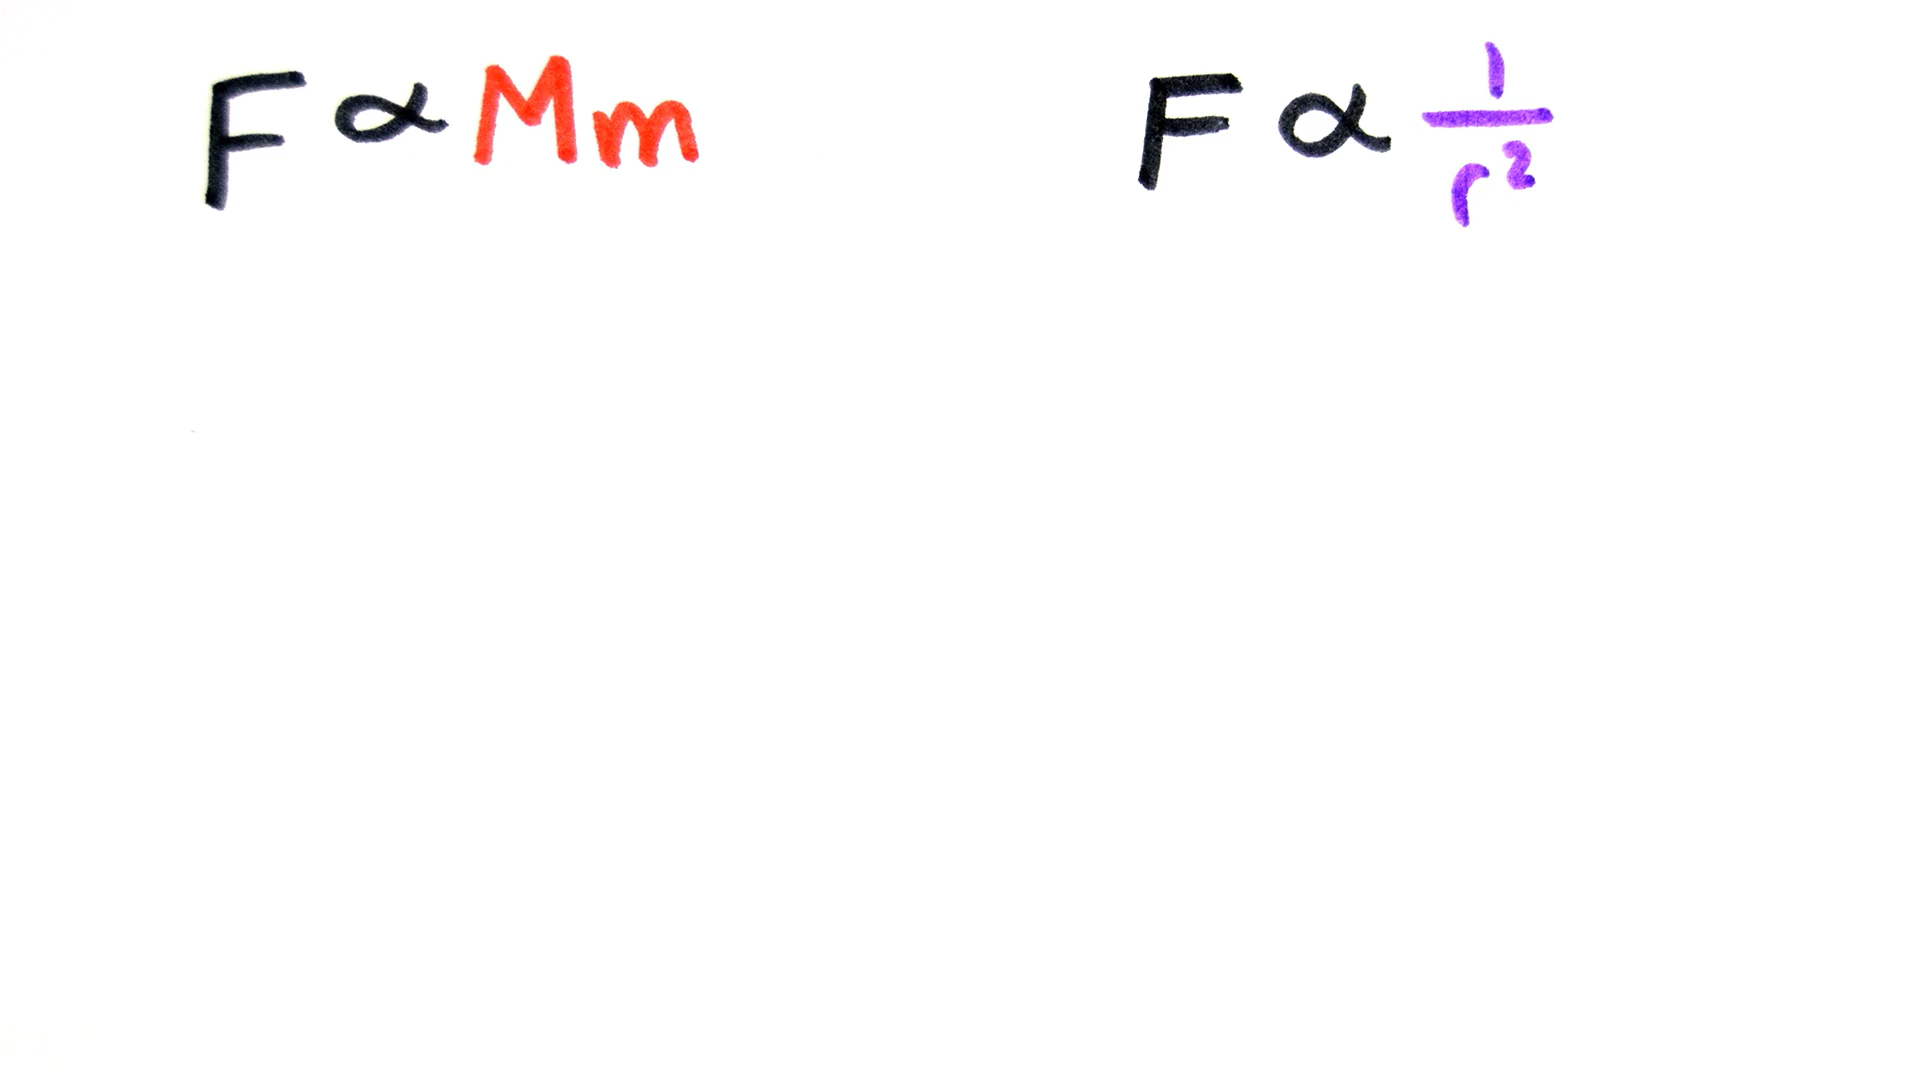 F ∝ Mm
F ∝ 1/r²